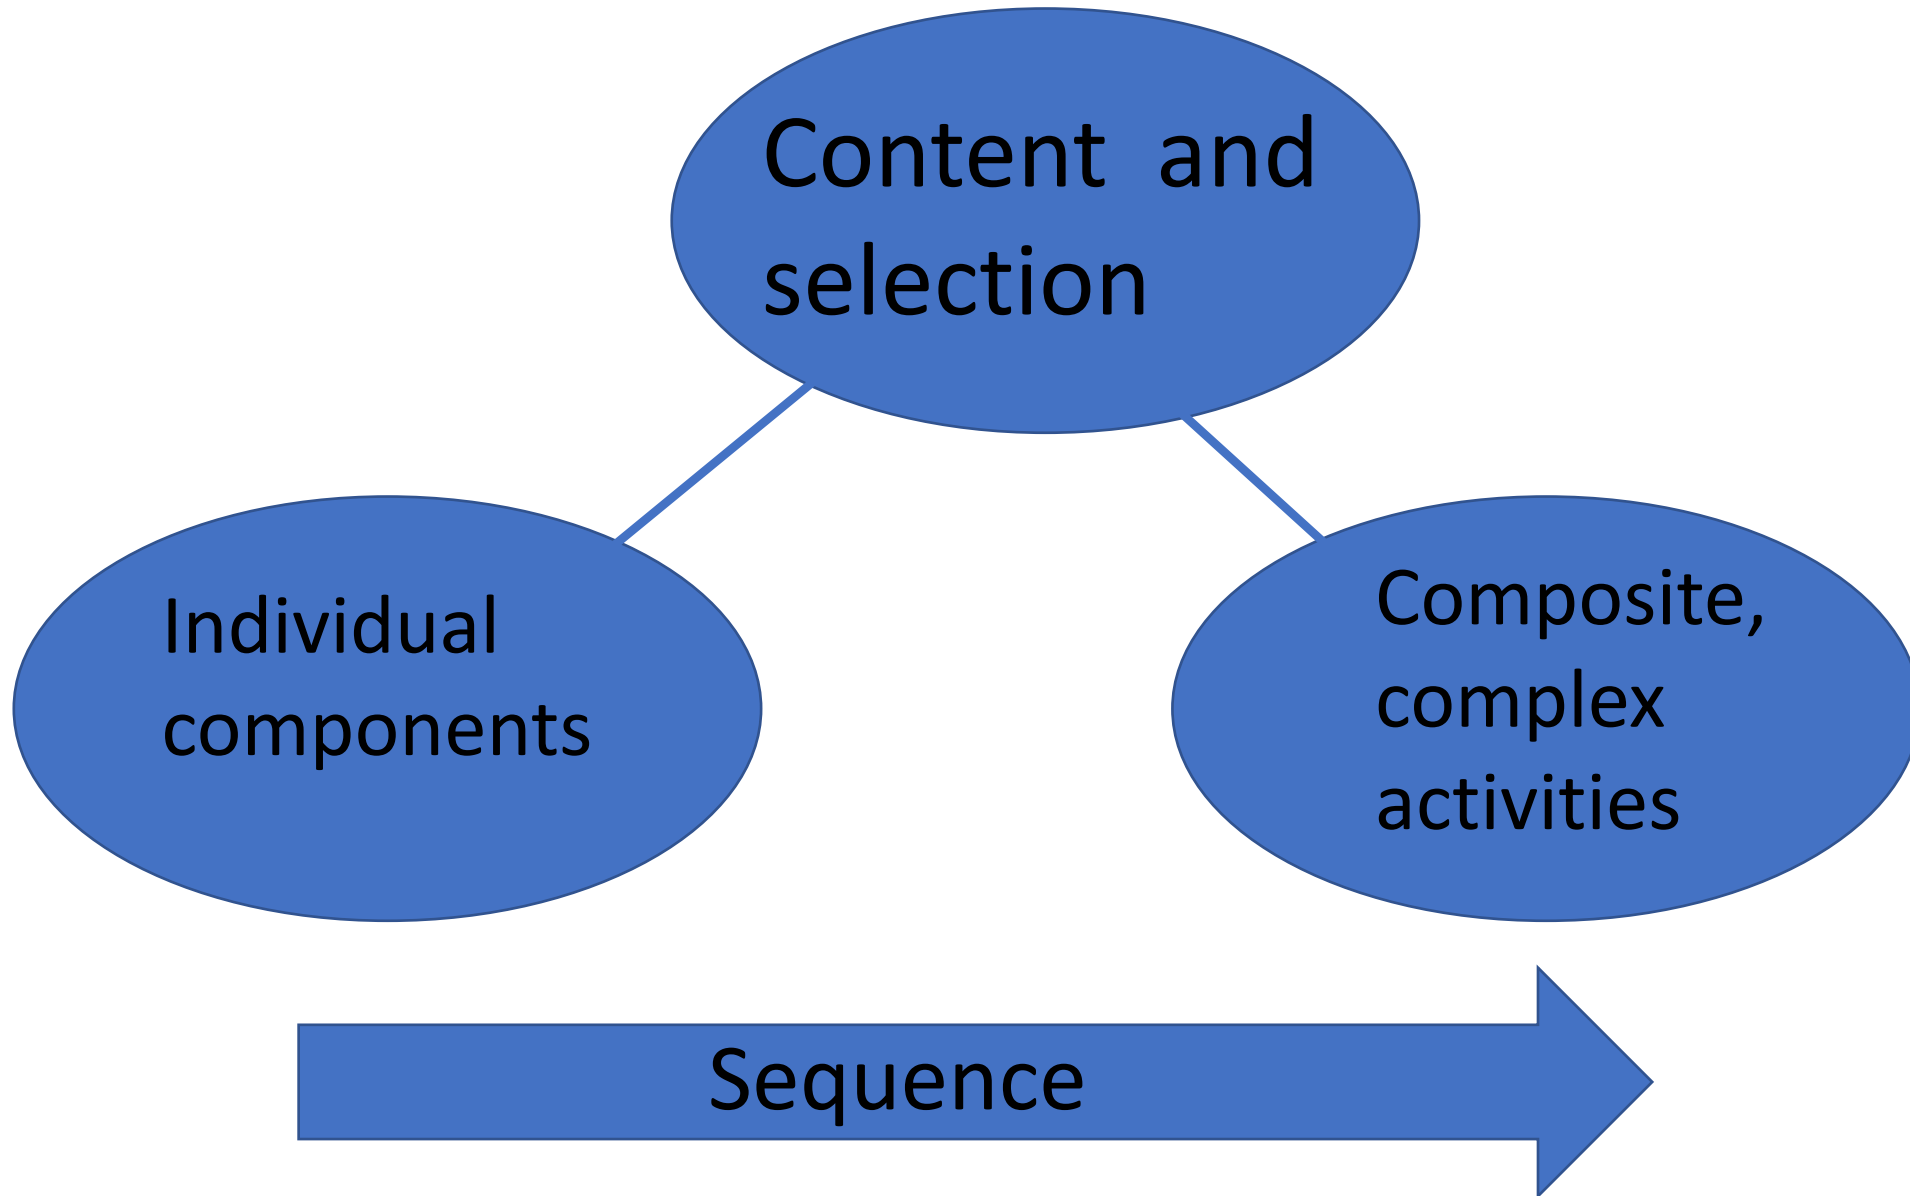 Content and
selection
Individual
components
Composite,
complex
activities
Sequence